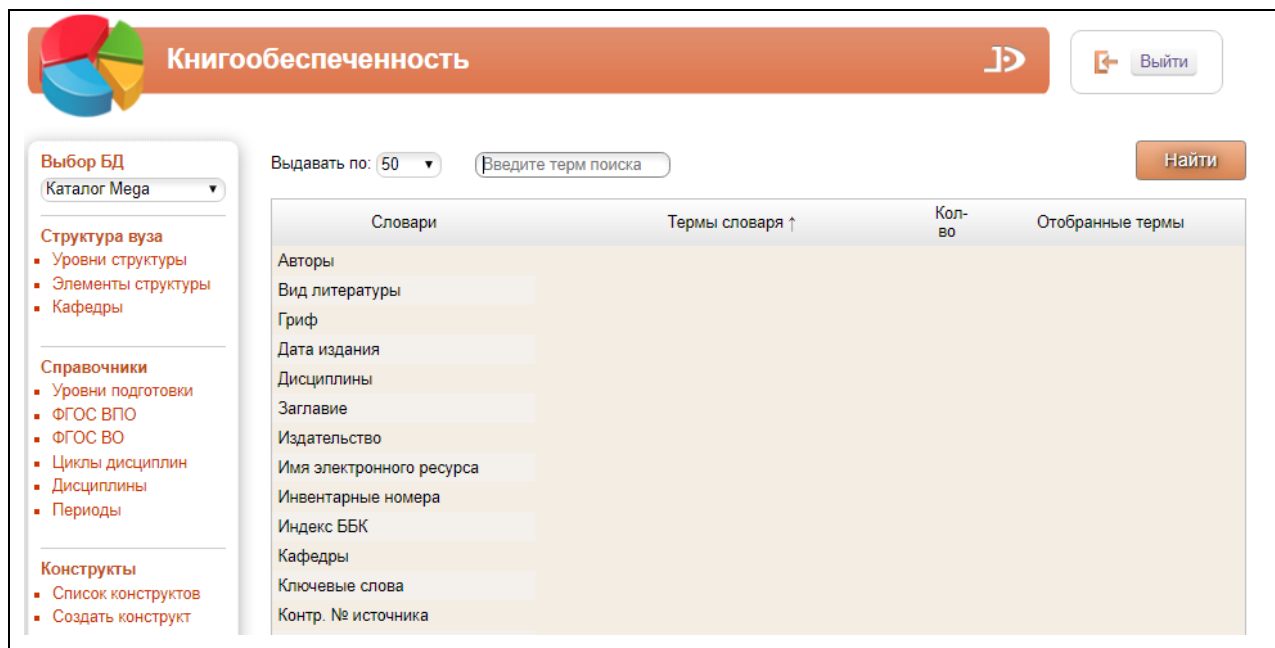 Книгообеспеченность
Выйти
Выбор БД
Каталог Mega
Структура вуза
Уровни структуры
Элементы структуры
Кафедры
Справочники
Уровни подготовки
ФГОС ВПО
ФГОС ВО
Циклы дисциплин
Дисциплины
Периоды
Конструкты
Список конструктов
Создать конструкт
Выдавать по: 50 Введите терм поиска Найти
Словари Термы словаря ↑ Кол-
во Отобранные термы
Авторы
Вид литературы
Гриф
Дата издания
Дисциплины
Заглавие
Издательство
Имя электронного ресурса
Инвентарные номера
Индекс ББК
Кафедры
Ключевые слова
Контр. № источника